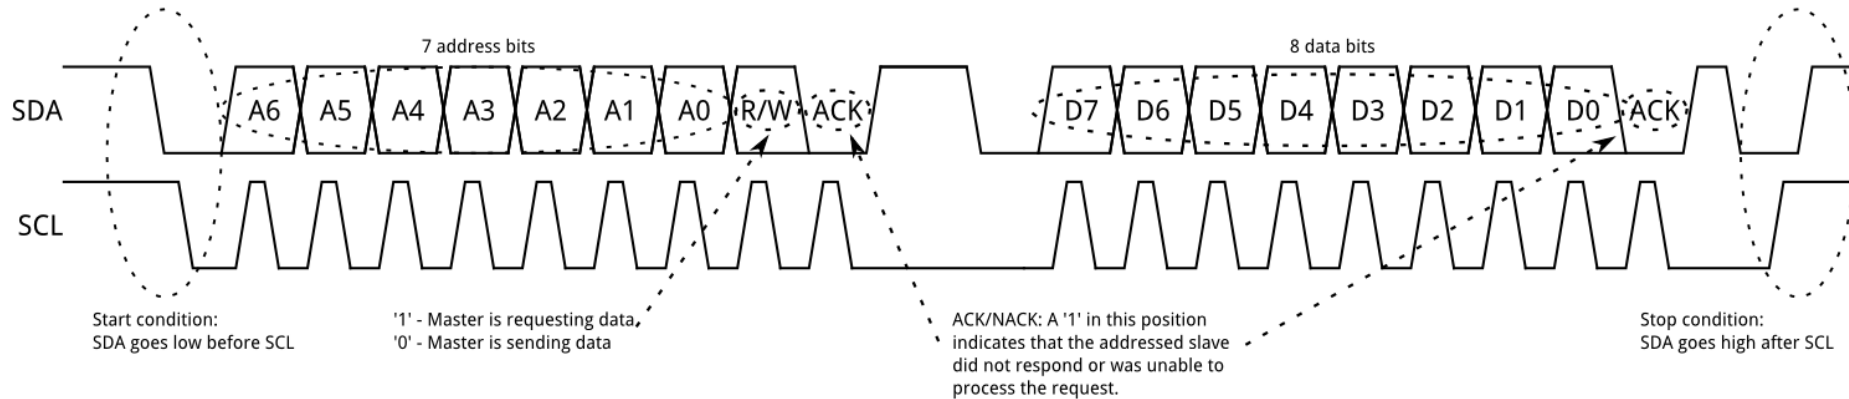 7 address bits
8 data bits
SDA
A6 A5 A4 A3 A2 A1 A0 R/W ACK
D7 D6 D5 D4 D3 D2 D1 D0 ACK
SCL
Start condition:
SDA goes low before SCL
'1' - Master is requesting data
'0' - Master is sending data
ACK/NACK: A '1' in this position
indicates that the addressed slave
did not respond or was unable to
process the request.
Stop condition:
SDA goes high after SCL